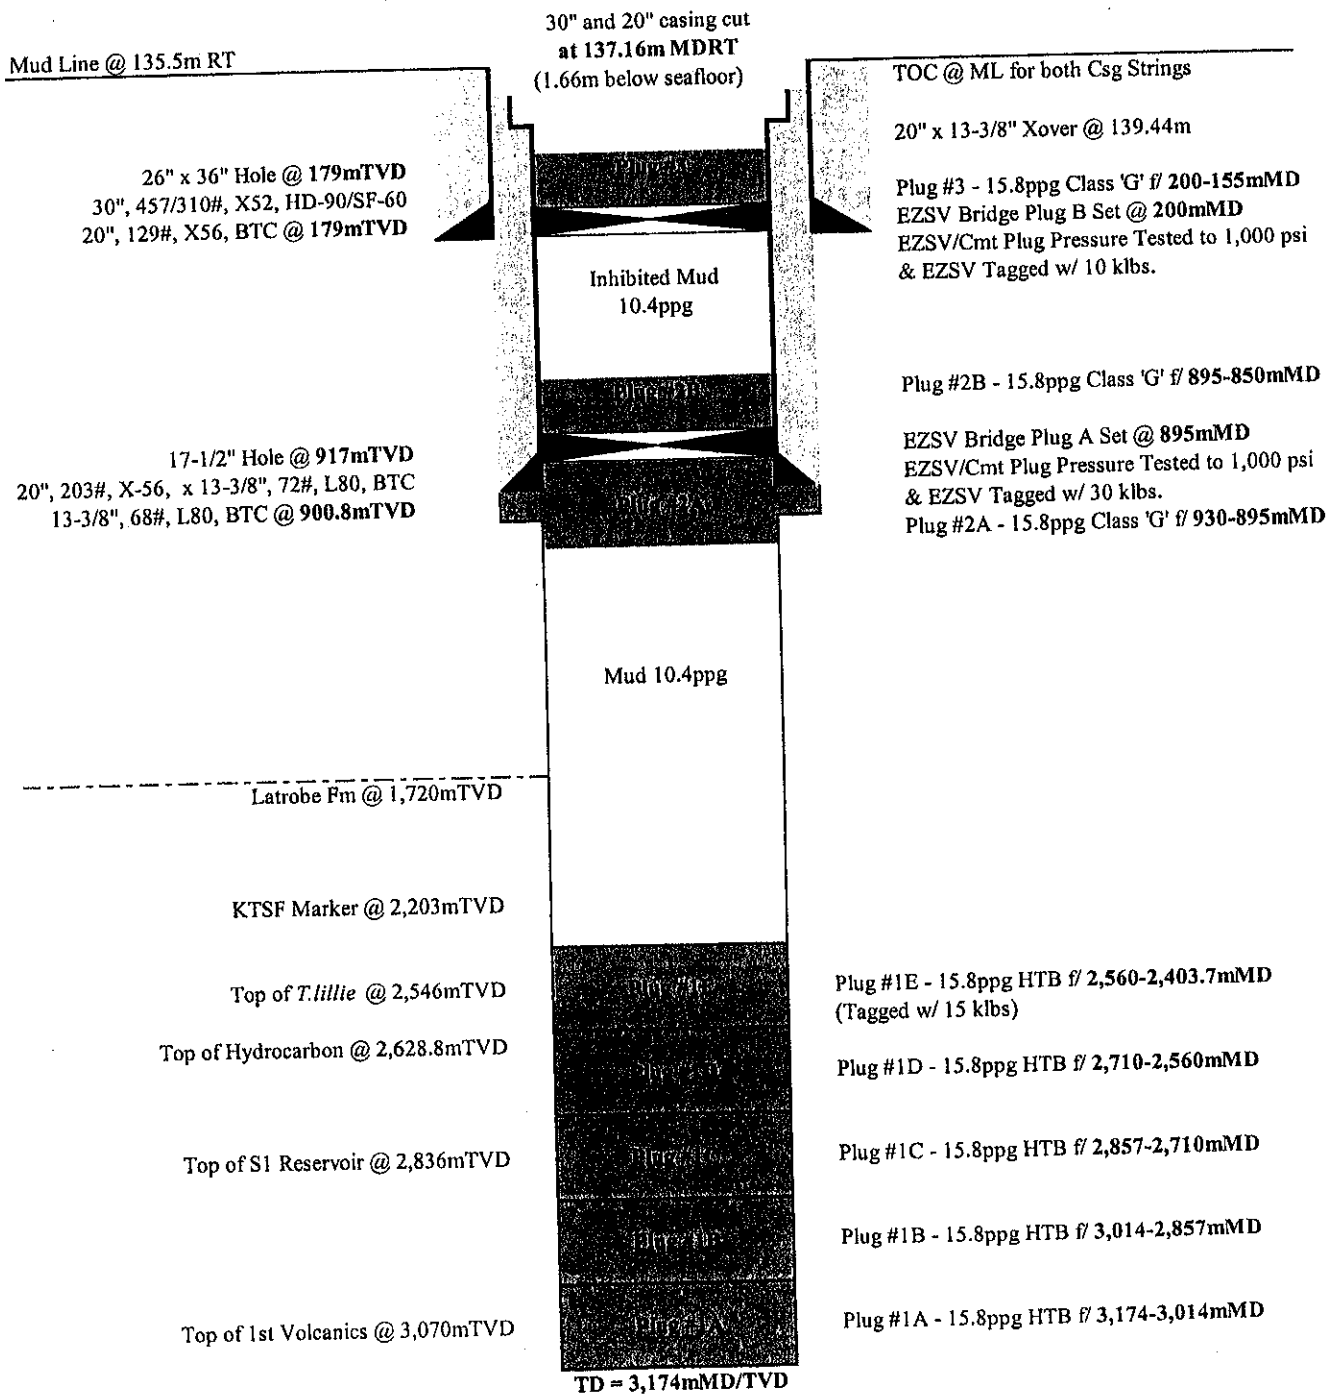 30" and 20" casing cut
at 137.16m MDRT
(1.66m below seafloor)
Mud Line @ 135.5m RT
TOC @ ML for both Csg Strings
20" x 13-3/8" Xover @ 139.44m
26" x 36" Hole @ 179mTVD
30", 457/310#, X52, HD-90/SF-60
20", 129#, X56, BTC @ 179mTVD
Plug #3 - 15.8ppg Class 'G' f/ 200-155mMD
EZSV Bridge Plug B Set @ 200mMD
EZSV/Cmt Plug Pressure Tested to 1,000 psi
& EZSV Tagged w/ 10 klbs.
Inhibited Mud
10.4ppg
Plug #2B - 15.8ppg Class 'G' f/ 895-850mMD
Plug #2B
17-1/2" Hole @ 917mTVD
20", 203#, X-56, x 13-3/8", 72#, L80, BTC
13-3/8", 68#, L80, BTC @ 900.8mTVD
EZSV Bridge Plug A Set @ 895mMD
EZSV/Cmt Plug Pressure Tested to 1,000 psi
& EZSV Tagged w/ 30 klbs.
Plug #2A - 15.8ppg Class 'G' f/ 930-895mMD
Mud 10.4ppg
Latrobe Fm @ 1,720mTVD
KTSF Marker @ 2,203mTVD
Top of T.lillie @ 2,546mTVD
Plug #1E - 15.8ppg HTB f/ 2,560-2,403.7mMD
(Tagged w/ 15 klbs)
Top of Hydrocarbon @ 2,628.8mTVD
Plug #1D - 15.8ppg HTB f/ 2,710-2,560mMD
Top of S1 Reservoir @ 2,836mTVD
Plug #1C - 15.8ppg HTB f/ 2,857-2,710mMD
Plug #1B - 15.8ppg HTB f/ 3,014-2,857mMD
Top of 1st Volcanics @ 3,070mTVD
Plug #1A
Plug #1A - 15.8ppg HTB f/ 3,174-3,014mMD
TD = 3,174mMD/TVD